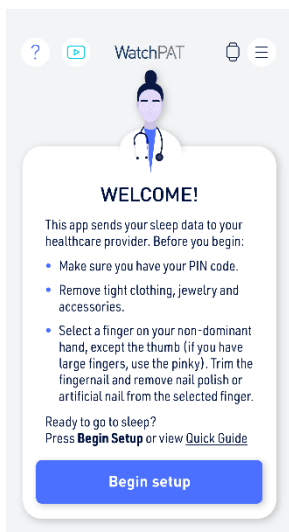 ?
WatchPAT
WELCOME!
This app sends your sleep data to your
healthcare provider. Before you begin:
• Make sure you have your PIN code.
• Remove tight clothing, jewelry and
accessories.
• Select a finger on your non-dominant
hand, except the thumb (if you have
large fingers, use the pinky). Trim the
fingernail and remove nail polish or
artificial nail from the selected finger.
Ready to go to sleep?
Press Begin Setup or view Quick Guide
Begin setup